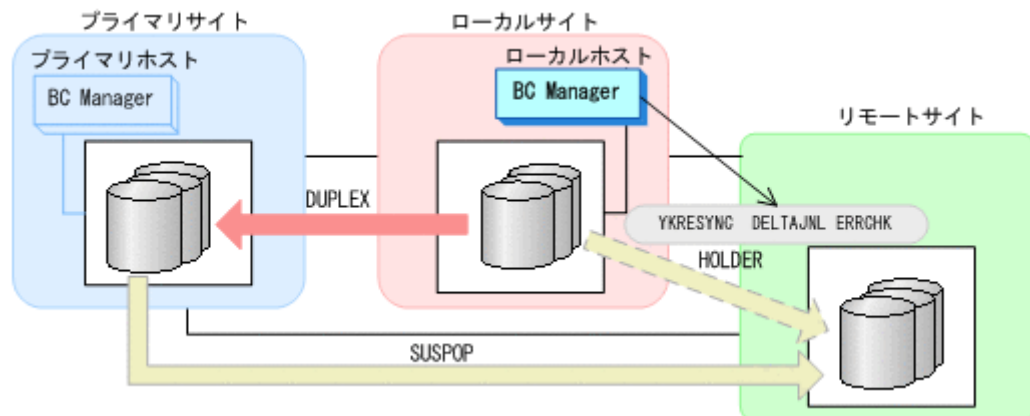 プライマリサイト
ローカルサイト
プライマリホスト
ローカルホスト
BC Manager
BC Manager
リモートサイト
DUPLEX
YKRESYNC DELTAJNL ERRCHK
HOLDER
SUSPOP